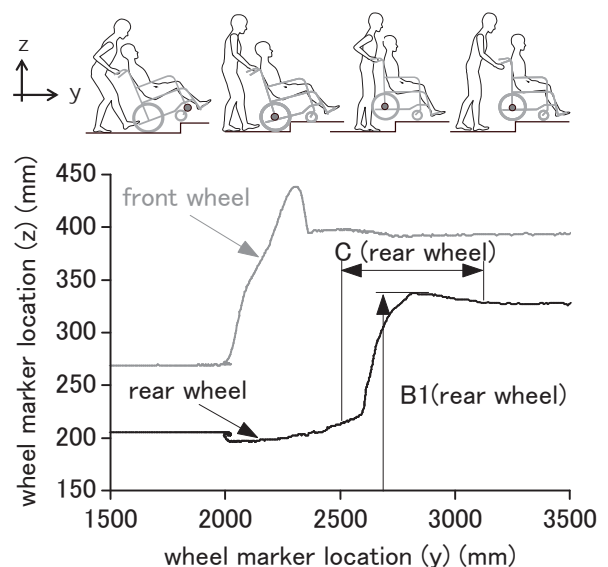 z
y
450
400
350
300
250
200
150
wheel marker location (z) (mm)
front wheel
C (rear wheel)
rear wheel
B1(rear wheel)
1500 2000 2500 3000 3500
wheel marker location (y) (mm)